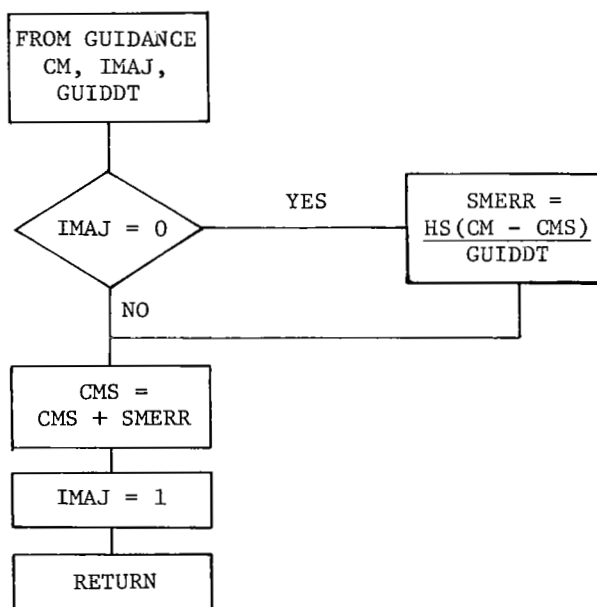 FROM GUIDANCE
CM, IMAJ,
GUIDDT
IMAJ = 0
YES
SMERR =
HS(CM - CMS)
GUIDDT
NO
CMS =
CMS + SMERR
IMAJ = 1
RETURN